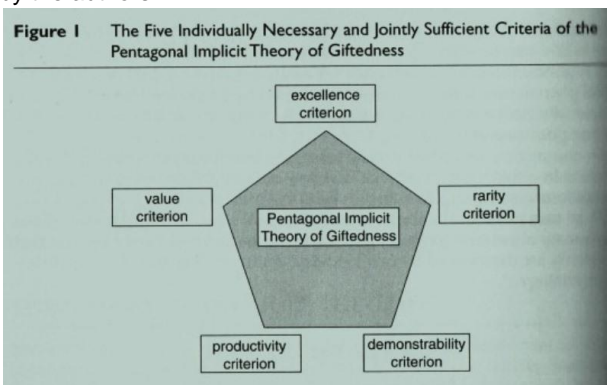 Figure 1 The Five Individually Necessary and Jointly Sufficient Criteria of the
Pentagonal Implicit Theory of Giftedness
excellence
criterion
value
criterion
rarity
criterion
Pentagonal Implicit
Theory of Giftedness
productivity
criterion
demonstrability
criterion